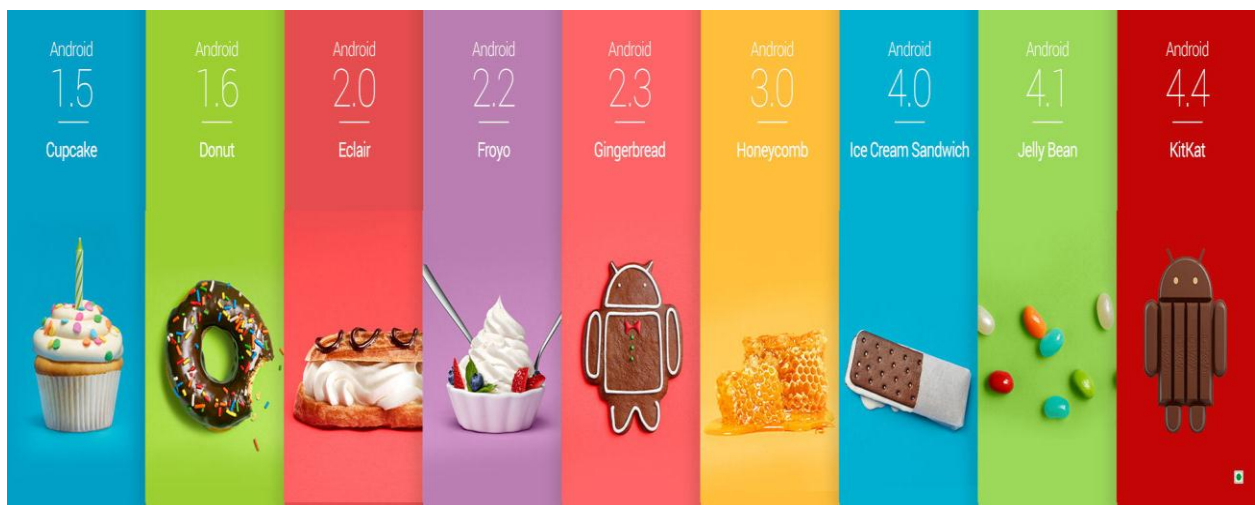 Android
1.5
Cupcake
Android
1.6
Donut
Android
2.0
Eclair
Android
2.2
Froyo
Android
2.3
Gingerbread
Android
3.0
Honeycomb
Android
4.0
Ice Cream Sandwich
Android
4.1
Jelly Bean
Android
4.4
KitKat